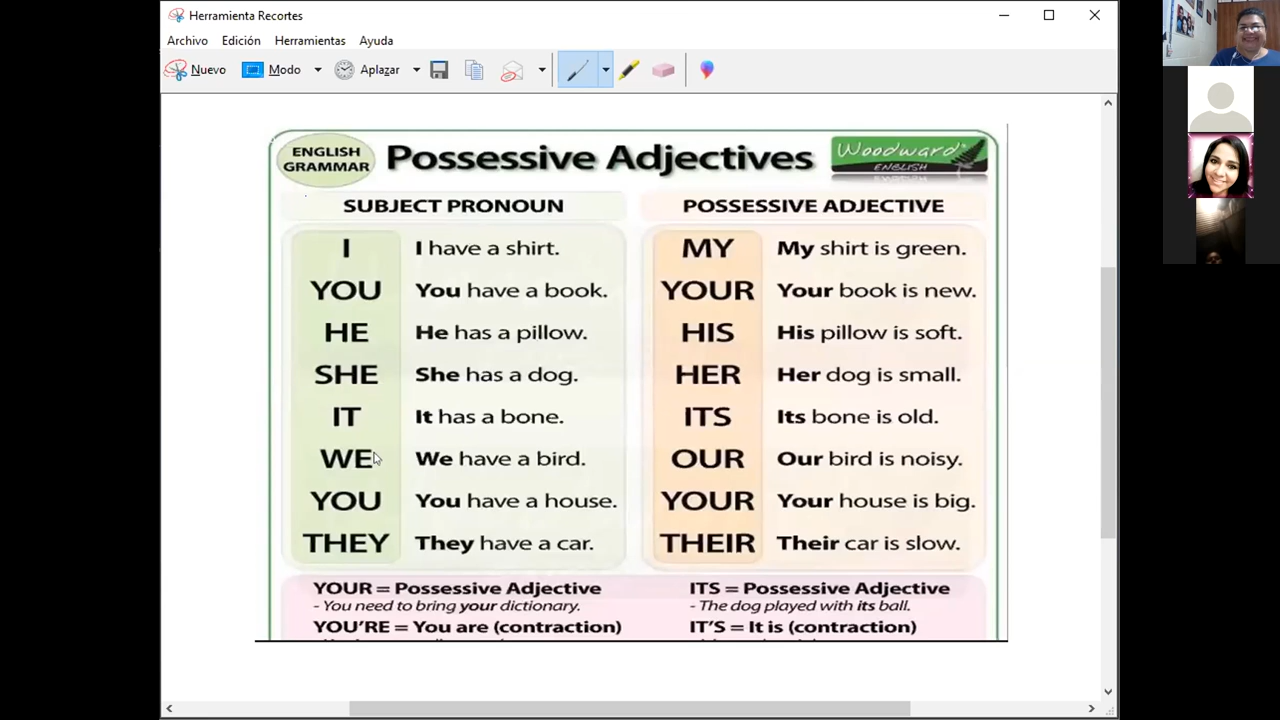 Herramienta Recortes
Archivo Edición Herramientas Ayuda
Nuevo Modo Aplazar
ENGLISH GRAMMAR Possessive Adjectives Woodward ENGLISH
SUBJECT PRONOUN POSSESSIVE ADJECTIVE
I I have a shirt. MY My shirt is green.
YOU You have a book. YOUR Your book is new.
HE He has a pillow. HIS His pillow is soft.
SHE She has a dog. HER Her dog is small.
IT It has a bone. ITS Its bone is old.
WE We have a bird. OUR Our bird is noisy.
YOU You have a house. YOUR Your house is big.
THEY They have a car. THEIR Their car is slow.
YOUR = Possessive Adjective ITS = Possessive Adjective
- You need to bring your dictionary. - The dog played with its ball.
YOU'RE = You are (contraction) IT'S = It is (contraction)